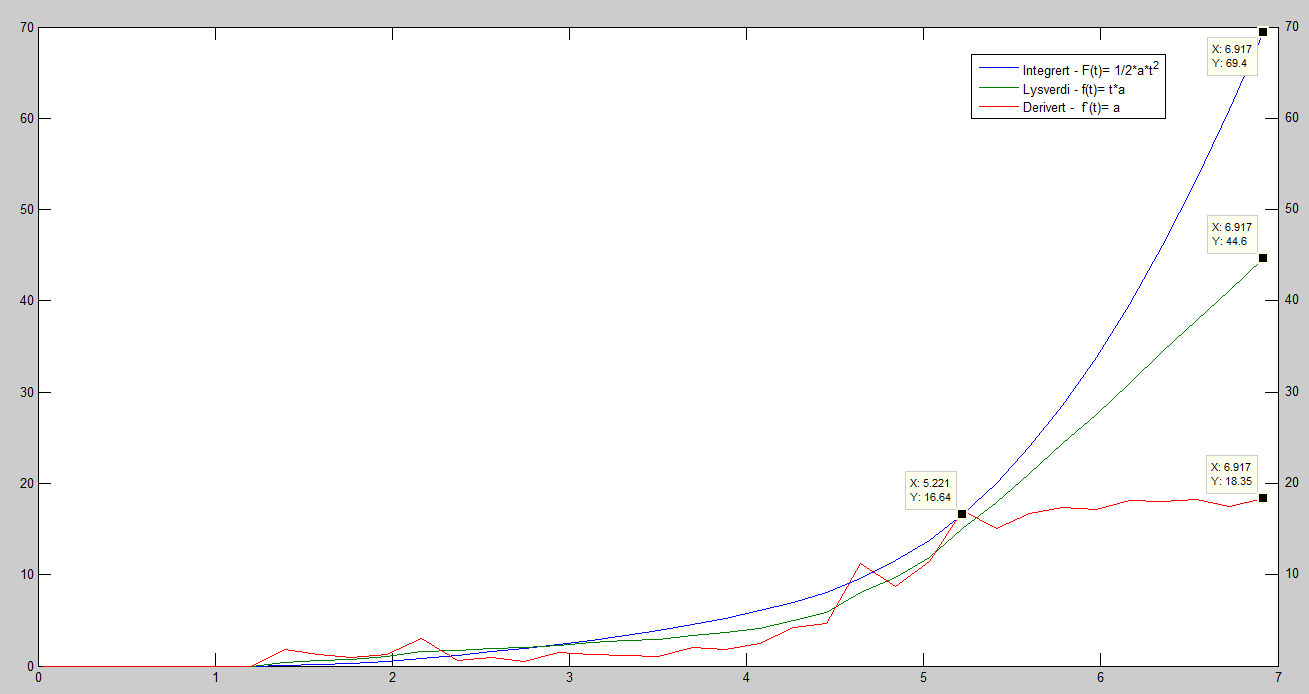 70
60
50
40
30
20
10
0
0 1 2 3 4 5 6 7
70
60
50
40
30
20
10
Integrert - F(t)= 1/2*a*t²
Lysverdi - f(t)= t*a
Derivert - f'(t)= a
X: 6.917
Y: 69.4
X: 6.917
Y: 44.6
X: 6.917
Y: 18.35
X: 5.221
Y: 16.64